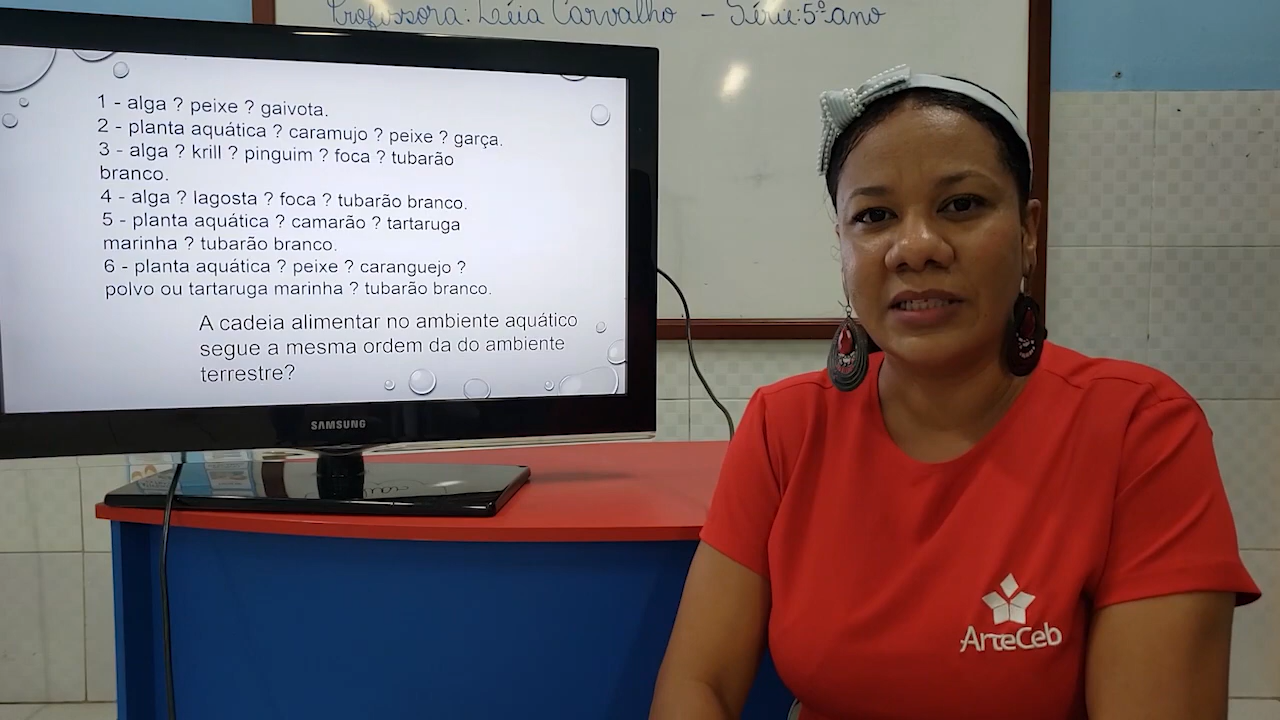 Professora: Léia Carvalho - Série: 5º ano
1 - alga ? peixe ? gaivota.
2 - planta aquática ? caramujo ? peixe ? garça.
3 - alga ? krill ? pinguim ? foca ? tubarão
branco.
4 - alga ? lagosta ? foca ? tubarão branco.
5 - planta aquática ? camarão ? tartaruga
marinha ? tubarão branco.
6 - planta aquática ? peixe ? caranguejo ?
polvo ou tartaruga marinha ? tubarão branco.
A cadeia alimentar no ambiente aquático
segue a mesma ordem da do ambiente
terrestre?
SAMSUNG
ArteCeb